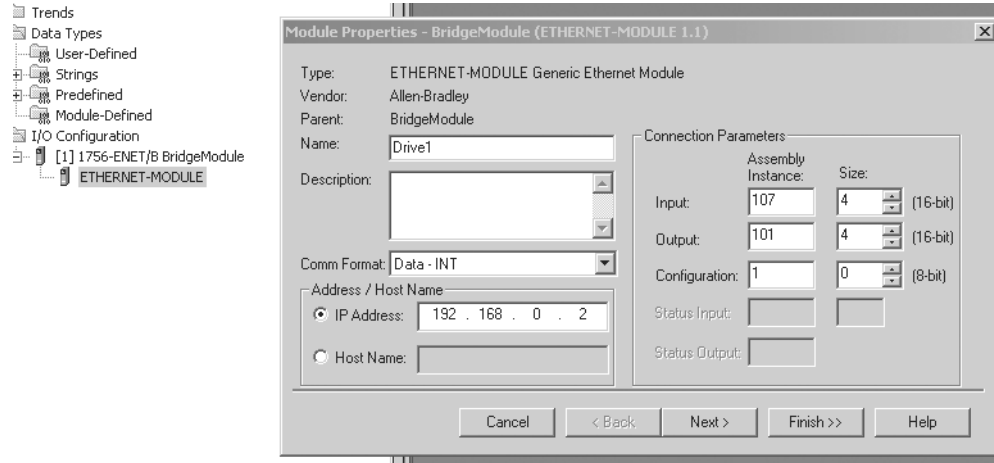 Trends
Data Types
User-Defined
Strings
Predefined
Module-Defined
I/O Configuration
[1] 1756-ENET/B BridgeModule
ETHERNET-MODULE
Module Properties - BridgeModule (ETHERNET-MODULE 1.1)
Type: ETHERNET-MODULE Generic Ethernet Module
Vendor: Allen-Bradley
Parent: BridgeModule
Name: Drive1
Description:
Comm Format: Data - INT
Address / Host Name
IP Address: 192 . 168 . 0 . 2
Host Name:
Connection Parameters
Assembly
Instance: Size:
Input: 107 4 (16-bit)
Output: 101 4 (16-bit)
Configuration: 1 0 (8-bit)
Status Input:
Status Output:
Cancel < Back Next > Finish >> Help